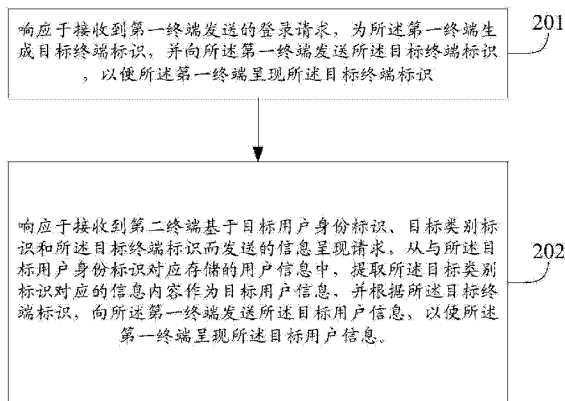 响应于接收到第一终端发送的登录请求，为所述第一终端生
成目标终端标识，并向所述第一终端发送所述目标终端标识
，以便所述第一终端呈现所述目标终端标识
201
响应于接收到第二终端基于目标用户身份标识、目标类别标
识和所述目标终端标识而发送的信息呈现请求，从与所述目
标用户身份标识对应存储的用户信息中，提取所述目标类别
标识对应的信息内容作为目标用户信息，并根据所述目标终
端标识，向所述第一终端发送所述目标用户信息，以便所述
第一终端呈现所述目标用户信息。
202